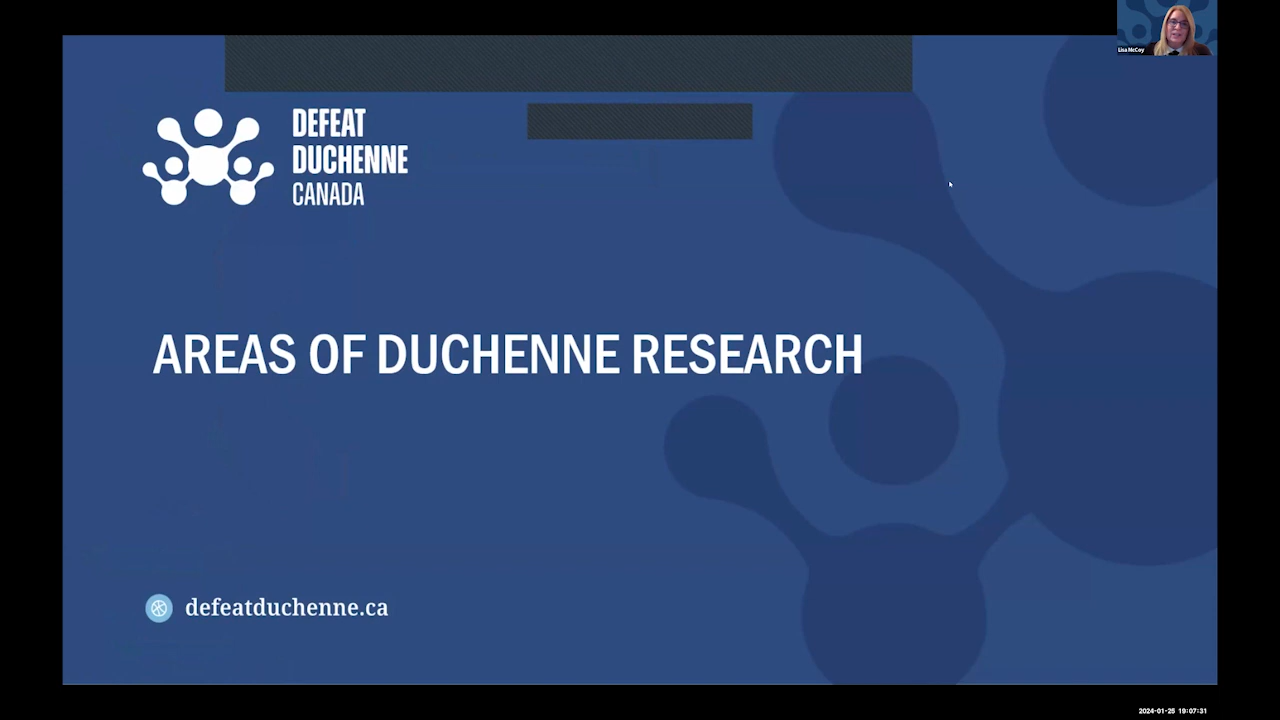 Lisa McCoy
DEFEAT
DUCHENNE
CANADA
AREAS OF DUCHENNE RESEARCH
defeatduchenne.ca
2024-01-25 19:07:31